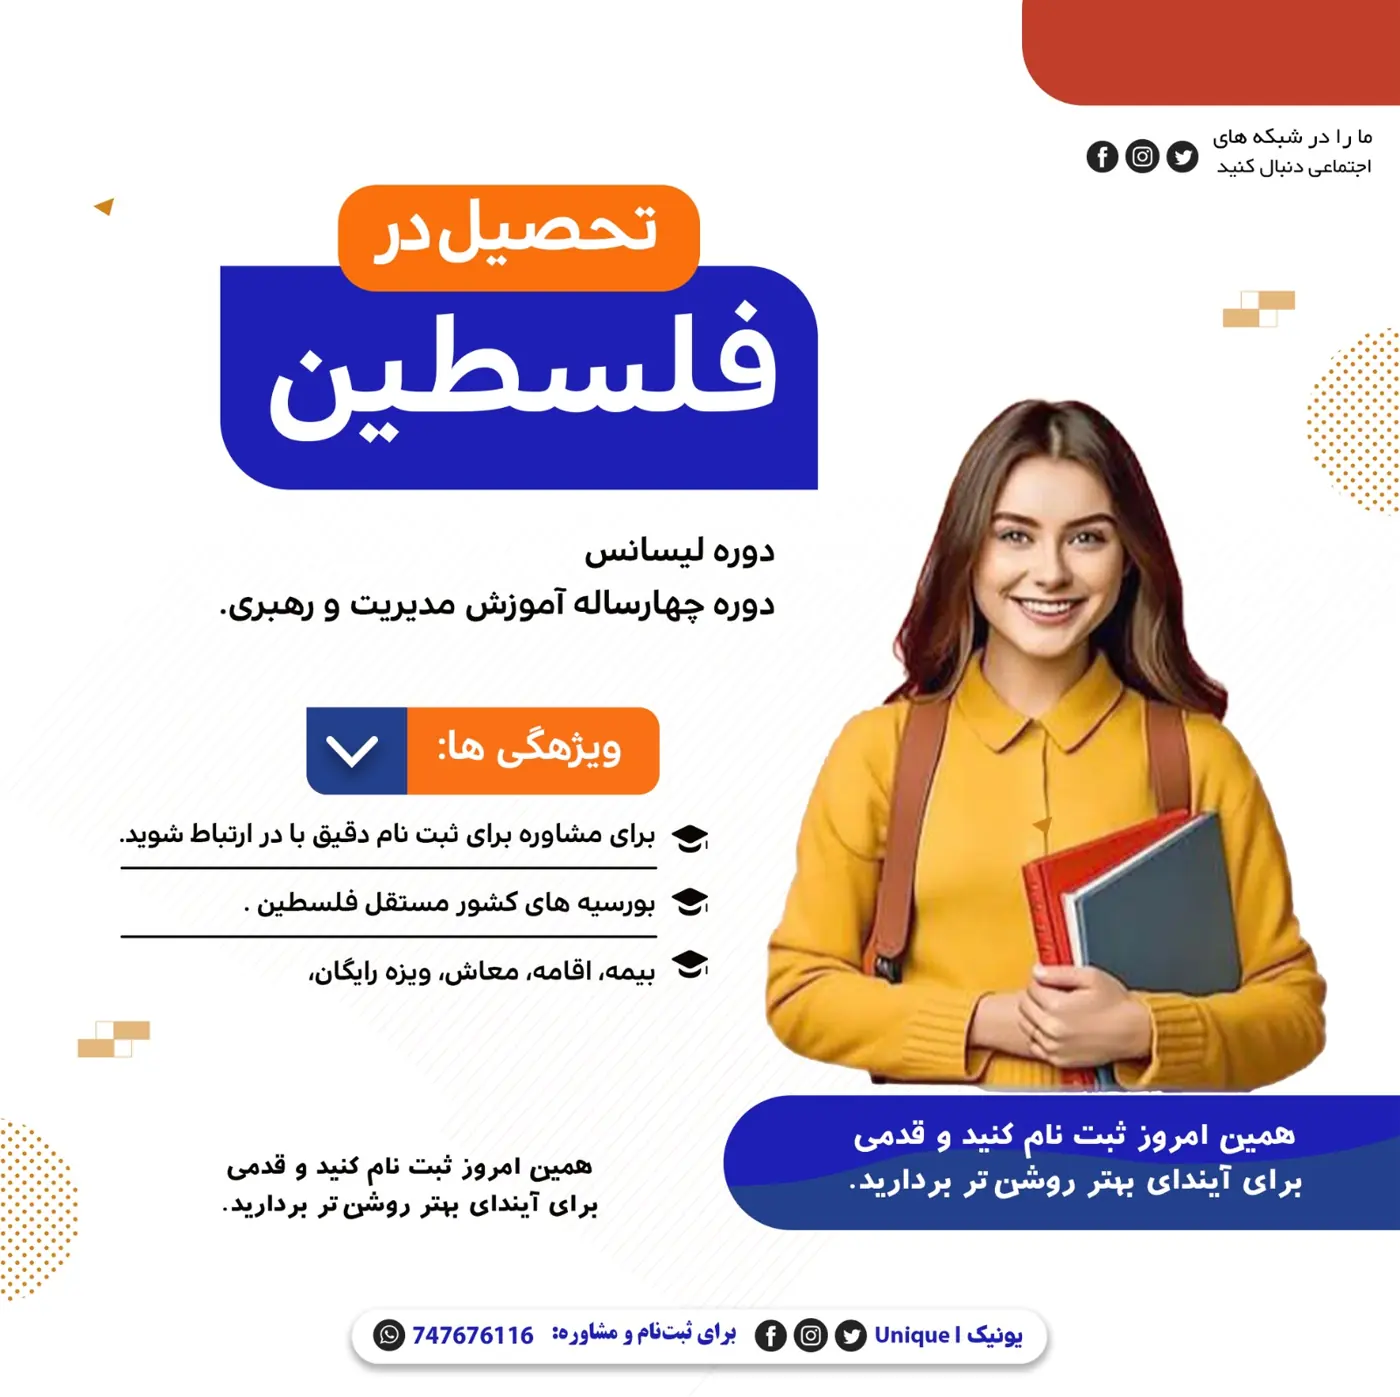 ما را در شبکه های
اجتماعی دنبال کنید
تحصیل در
فلسطین
دوره لیسانس
دوره چهارساله آموزش مدیریت و رهبری.
ویژهگی ها:
برای مشاوره برای ثبت نام دقیق با در ارتباط شوید.
بورسیه های کشور مستقل فلسطین .
بیمه، اقامه، معاش، ویزه رایگان،
همین امروز ثبت نام کنید و قدمی
برای آیندای بهتر روشن تر بردارید.
همین امروز ثبت نام کنید و قدمی
برای آیندای بهتر روشن تر بردارید.
یونیک | Unique برای ثبت‌نام و مشاوره: 747676116